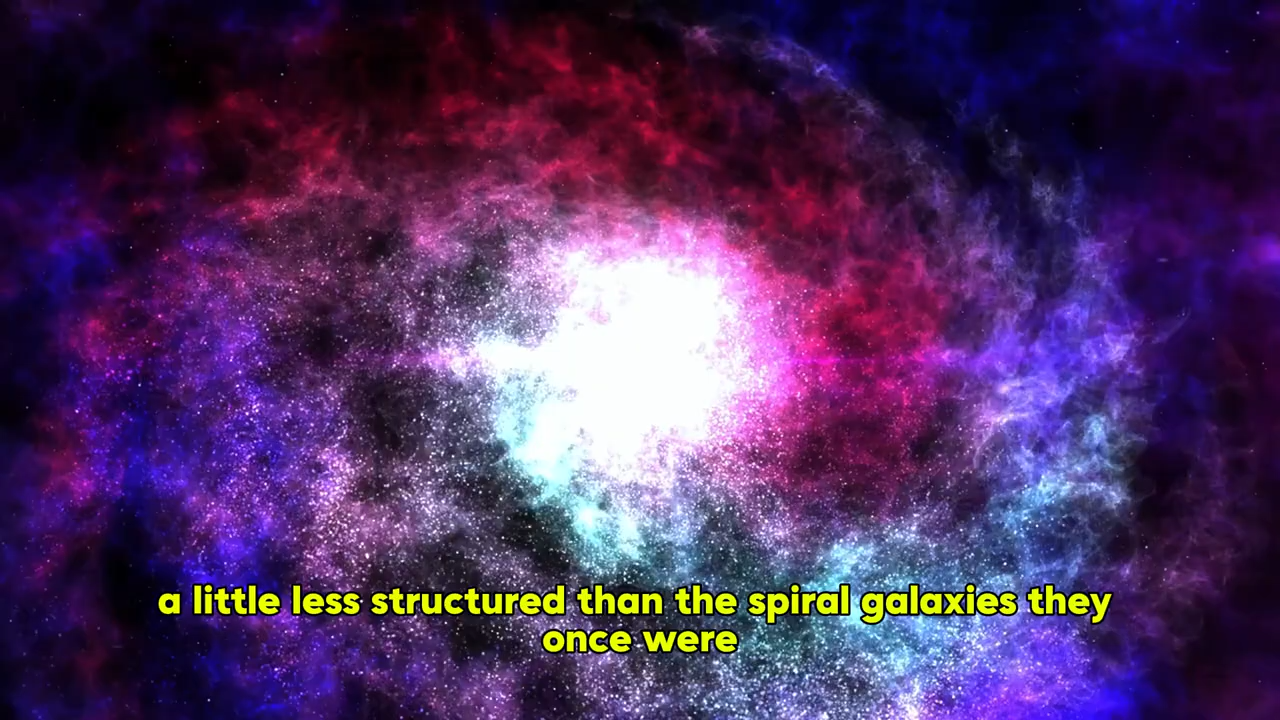 a little less structured than the spiral galaxies they
once were